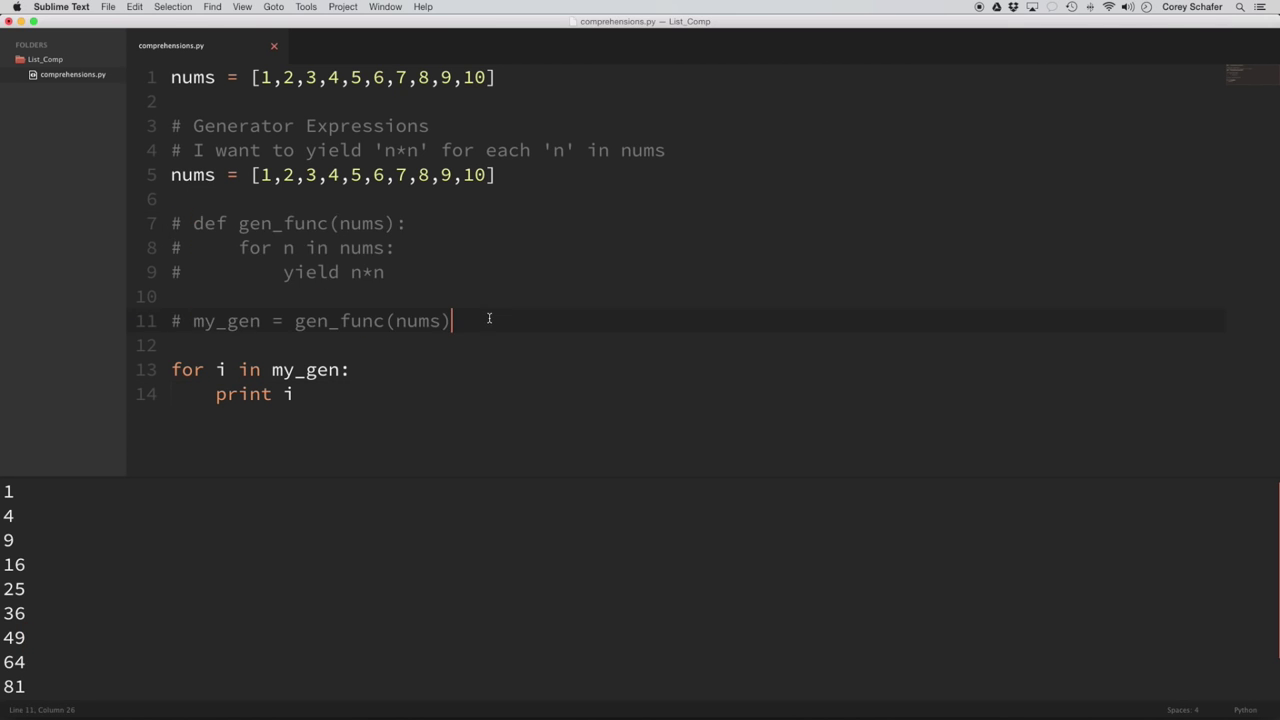 Sublime Text File Edit Selection Find View Goto Tools Project Window Help Corey Schafer
comprehensions.py — List_Comp
FOLDERS
List_Comp
comprehensions.py
comprehensions.py
1 nums = [1,2,3,4,5,6,7,8,9,10]
2
3 # Generator Expressions
4 # I want to yield 'n*n' for each 'n' in nums
5 nums = [1,2,3,4,5,6,7,8,9,10]
6
7 # def gen_func(nums):
8 #     for n in nums:
9 #         yield n*n
10
11 # my_gen = gen_func(nums)
12
13 for i in my_gen:
14     print i
1
4
9
16
25
36
49
64
81
Line 11, Column 26 Spaces: 4 Python